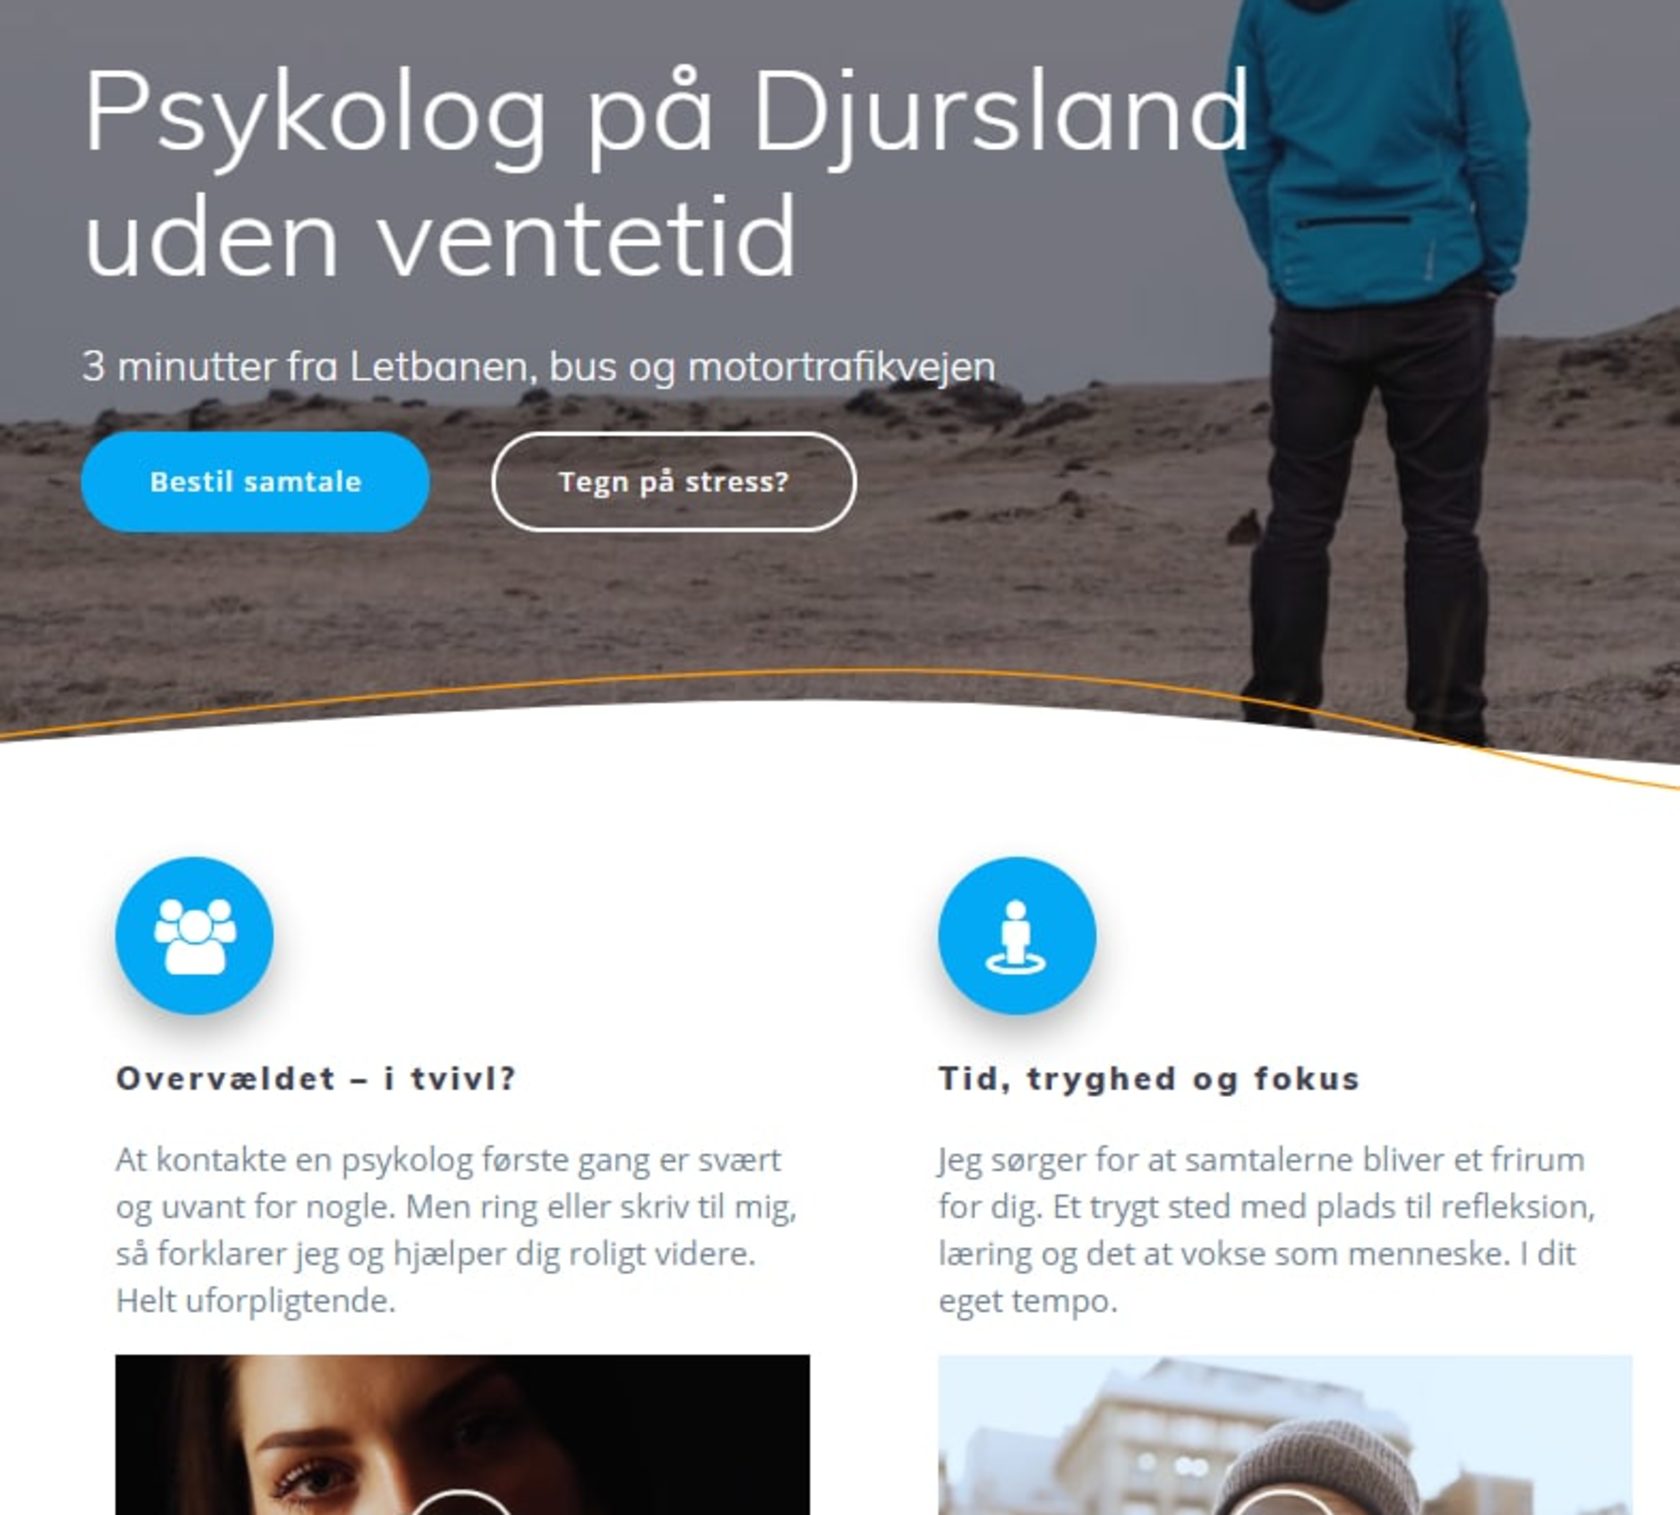 Psykolog på Djursland
uden ventetid
3 minutter fra Letbanen, bus og motortrafikvejen
Bestil samtale
Tegn på stress?
Overvældet – i tvivl?
At kontakte en psykolog første gang er svært
og uvant for nogle. Men ring eller skriv til mig,
så forklarer jeg og hjælper dig roligt videre.
Helt uforpligtende.
Tid, tryghed og fokus
Jeg sørger for at samtalerne bliver et frirum
for dig. Et trygt sted med plads til refleksion,
læring og det at vokse som menneske. I dit
eget tempo.